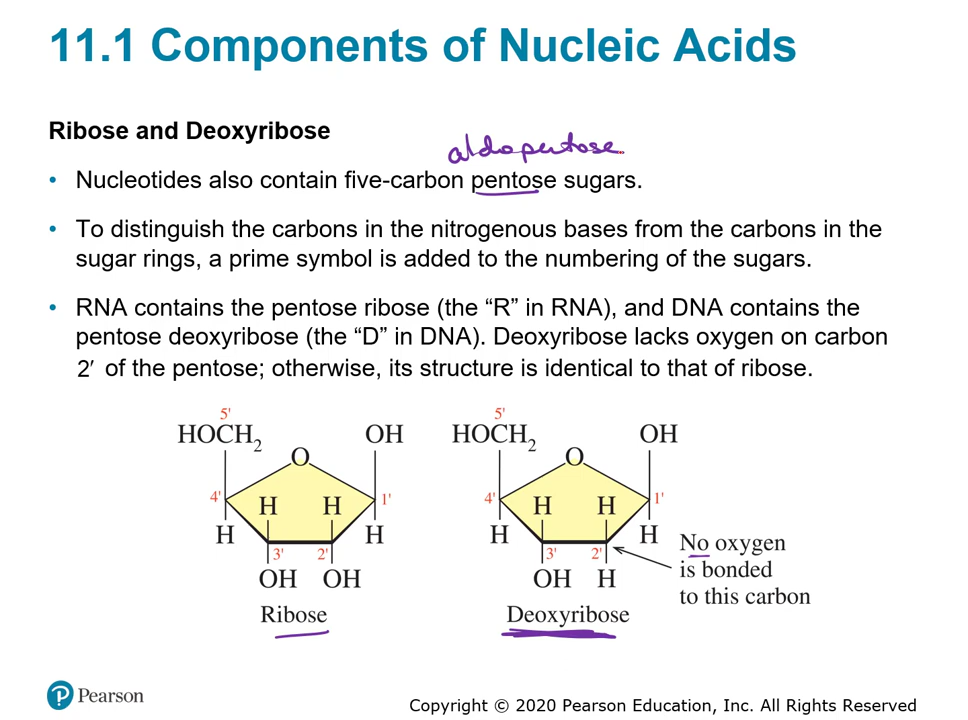 11.1 Components of Nucleic Acids
Ribose and Deoxyribose
aldopentose
• Nucleotides also contain five-carbon pentose sugars.
• To distinguish the carbons in the nitrogenous bases from the carbons in the
sugar rings, a prime symbol is added to the numbering of the sugars.
• RNA contains the pentose ribose (the “R” in RNA), and DNA contains the
pentose deoxyribose (the “D” in DNA). Deoxyribose lacks oxygen on carbon
2′ of the pentose; otherwise, its structure is identical to that of ribose.
5'
HOCH2
OH
O
4'
H
H
1'
H
H
3'
2'
OH
OH
Ribose
5'
HOCH2
OH
O
4'
H
H
1'
H
H
3'
2'
OH
H
Deoxyribose
No oxygen
is bonded
to this carbon
P Pearson
Copyright © 2020 Pearson Education, Inc. All Rights Reserved